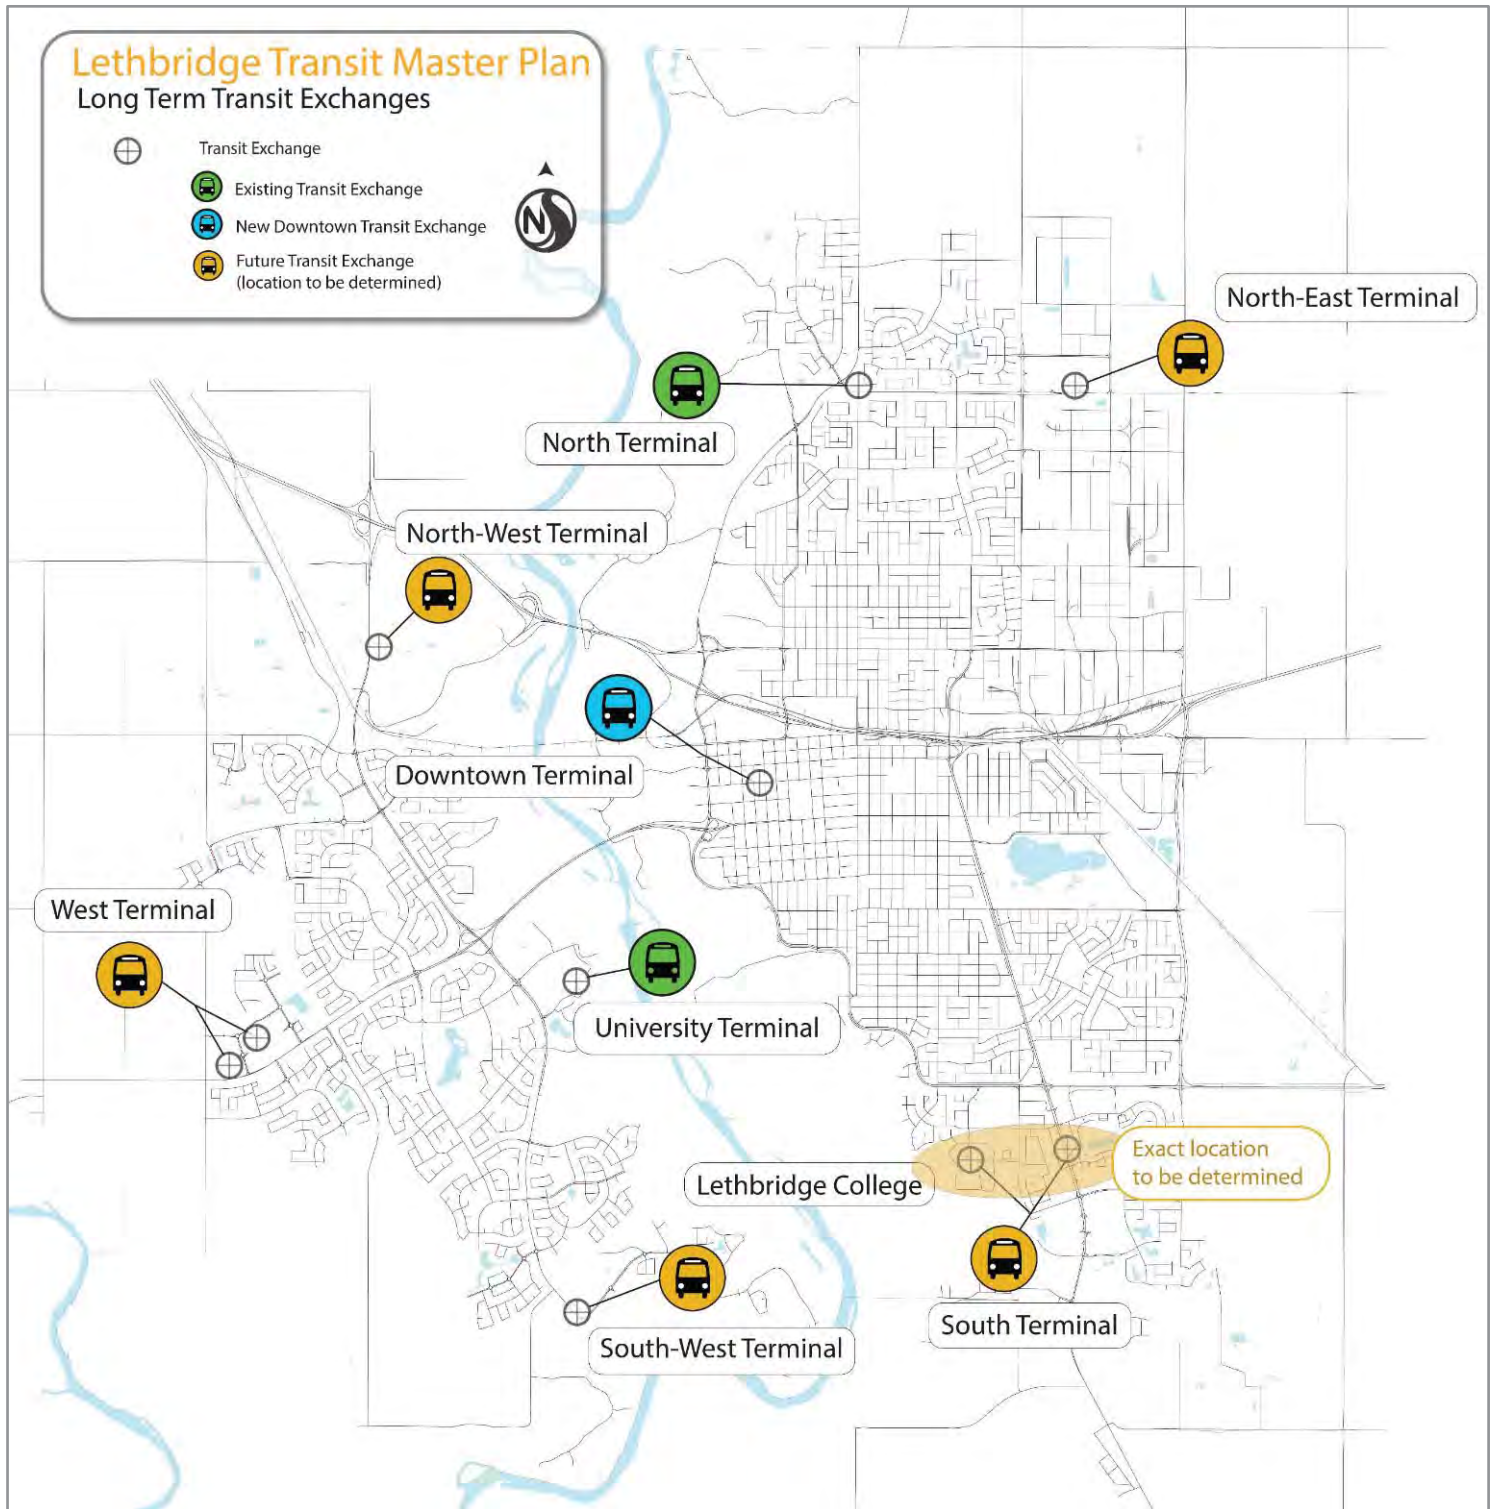 Lethbridge Transit Master Plan
Long Term Transit Exchanges
Transit Exchange
Existing Transit Exchange
New Downtown Transit Exchange
Future Transit Exchange
(location to be determined)
N
North-East Terminal
North Terminal
North-West Terminal
Downtown Terminal
West Terminal
University Terminal
Exact location
to be determined
Lethbridge College
South Terminal
South-West Terminal